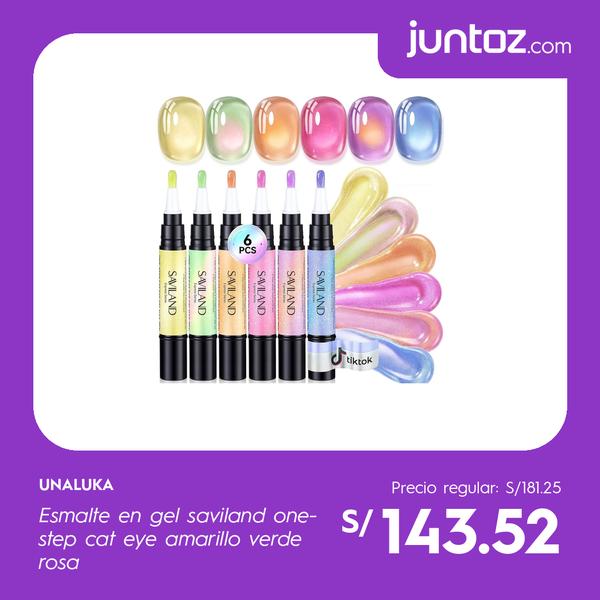 juntoz.com
6
PCS
SAVILAND
SAVILAND
SAVILAND
SAVILAND
SAVILAND
SAVILAND
tiktok
UNALUKA
Esmalte en gel saviland one-
step cat eye amarillo verde
rosa
Precio regular: S/181.25
S/143.52